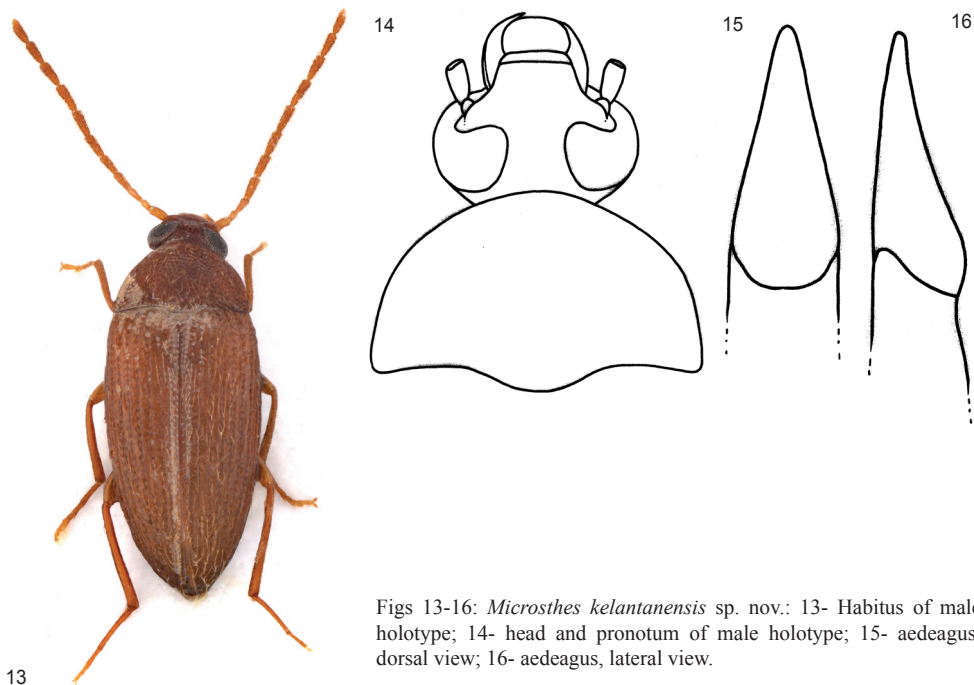 14
15
16
13
Figs 13-16: Microsthes kelantanensis sp. nov.: 13- Habitus of male
holotype; 14- head and pronotum of male holotype; 15- aedeagus
dorsal view; 16- aedeagus, lateral view.